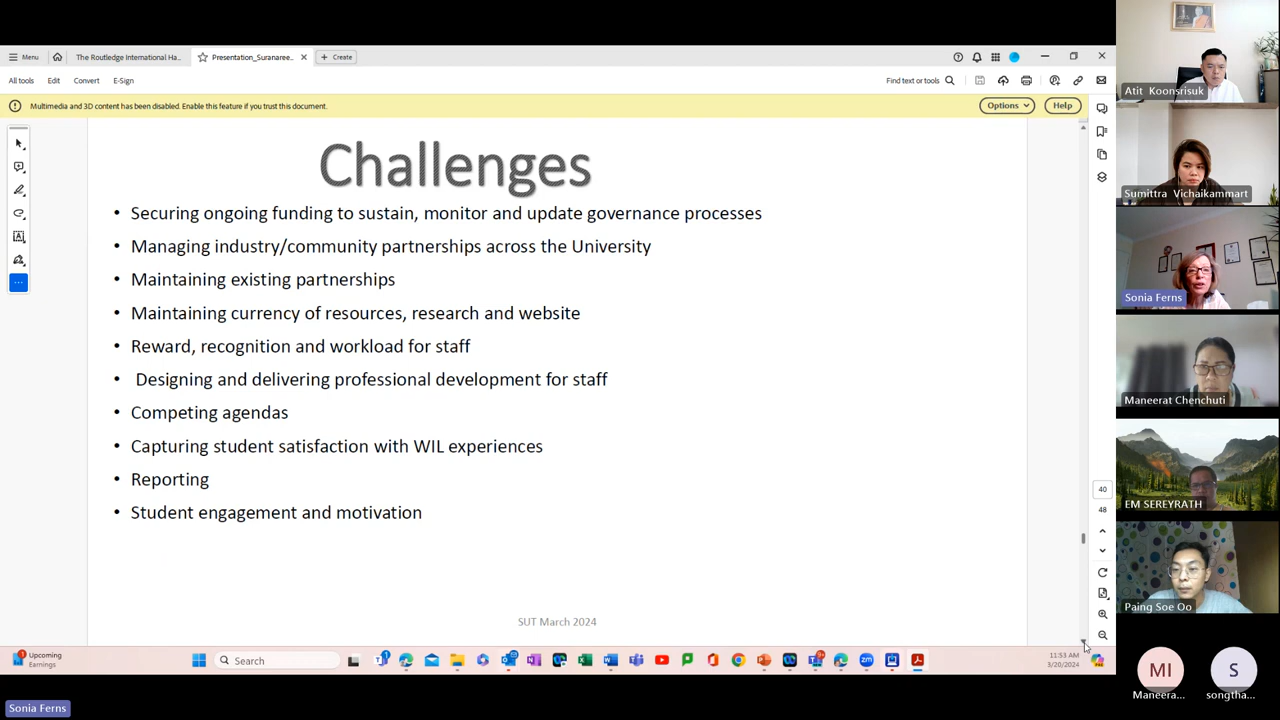 Menu
The Routledge International Ha...
Presentation_Suranaree...
Create
All tools
Edit
Convert
E-Sign
Find text or tools
Multimedia and 3D content has been disabled. Enable this feature if you trust this document.
Options
Help
Challenges
• Securing ongoing funding to sustain, monitor and update governance processes
• Managing industry/community partnerships across the University
• Maintaining existing partnerships
• Maintaining currency of resources, research and website
• Reward, recognition and workload for staff
• Designing and delivering professional development for staff
• Competing agendas
• Capturing student satisfaction with WIL experiences
• Reporting
• Student engagement and motivation
SUT March 2024
40
48
Upcoming
Earnings
Search
11:53 AM
3/20/2024
Sonia Ferns
Atit Koonsrisuk
Sumittra Vichaikammart
Sonia Ferns
Maneerat Chenchuti
EM SEREYRATH
Paing Soe Oo
MI
Maneera...
S
songtha...